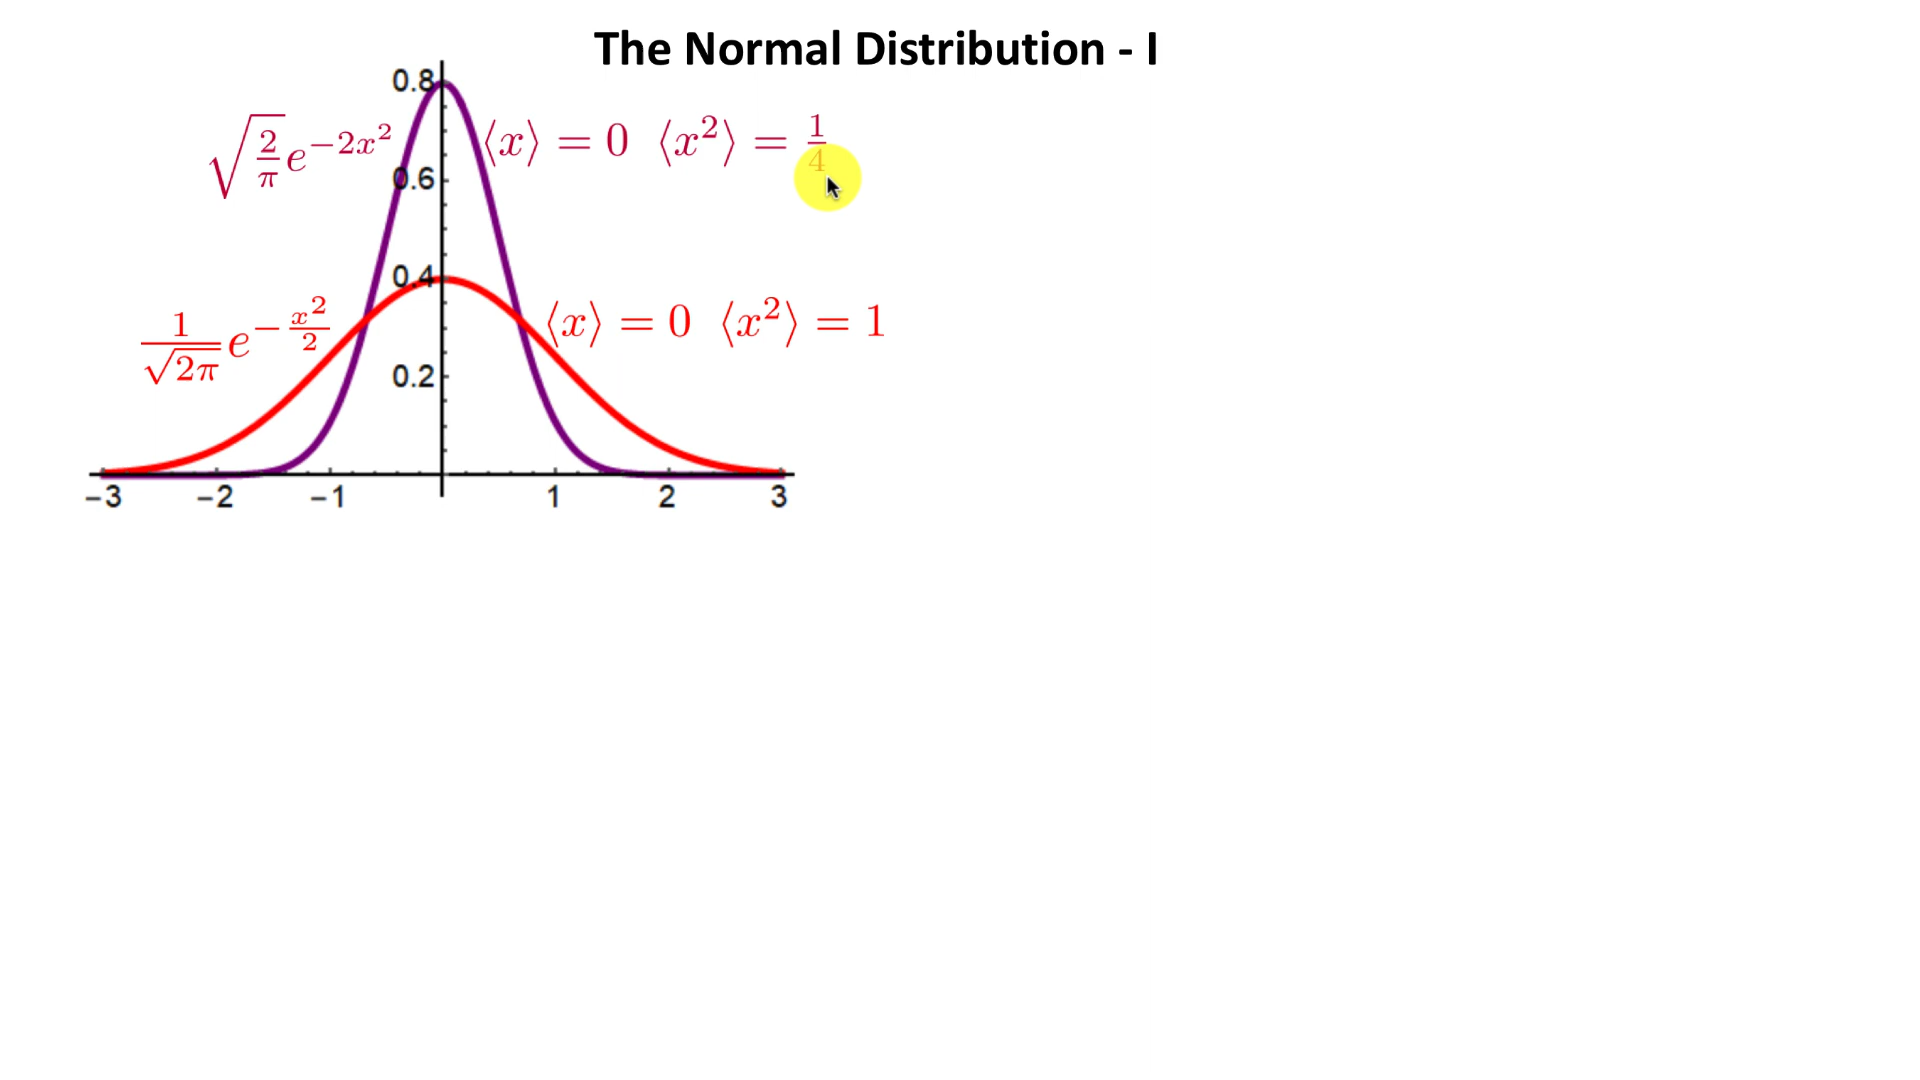 The Normal Distribution - I
0.8
√(2/π) e^{−2x²} ⟨x⟩ = 0 ⟨x²⟩ = 1/4
0.6
0.4
1/√(2π) e^{−x²/2} ⟨x⟩ = 0 ⟨x²⟩ = 1
0.2
−3 −2 −1 1 2 3